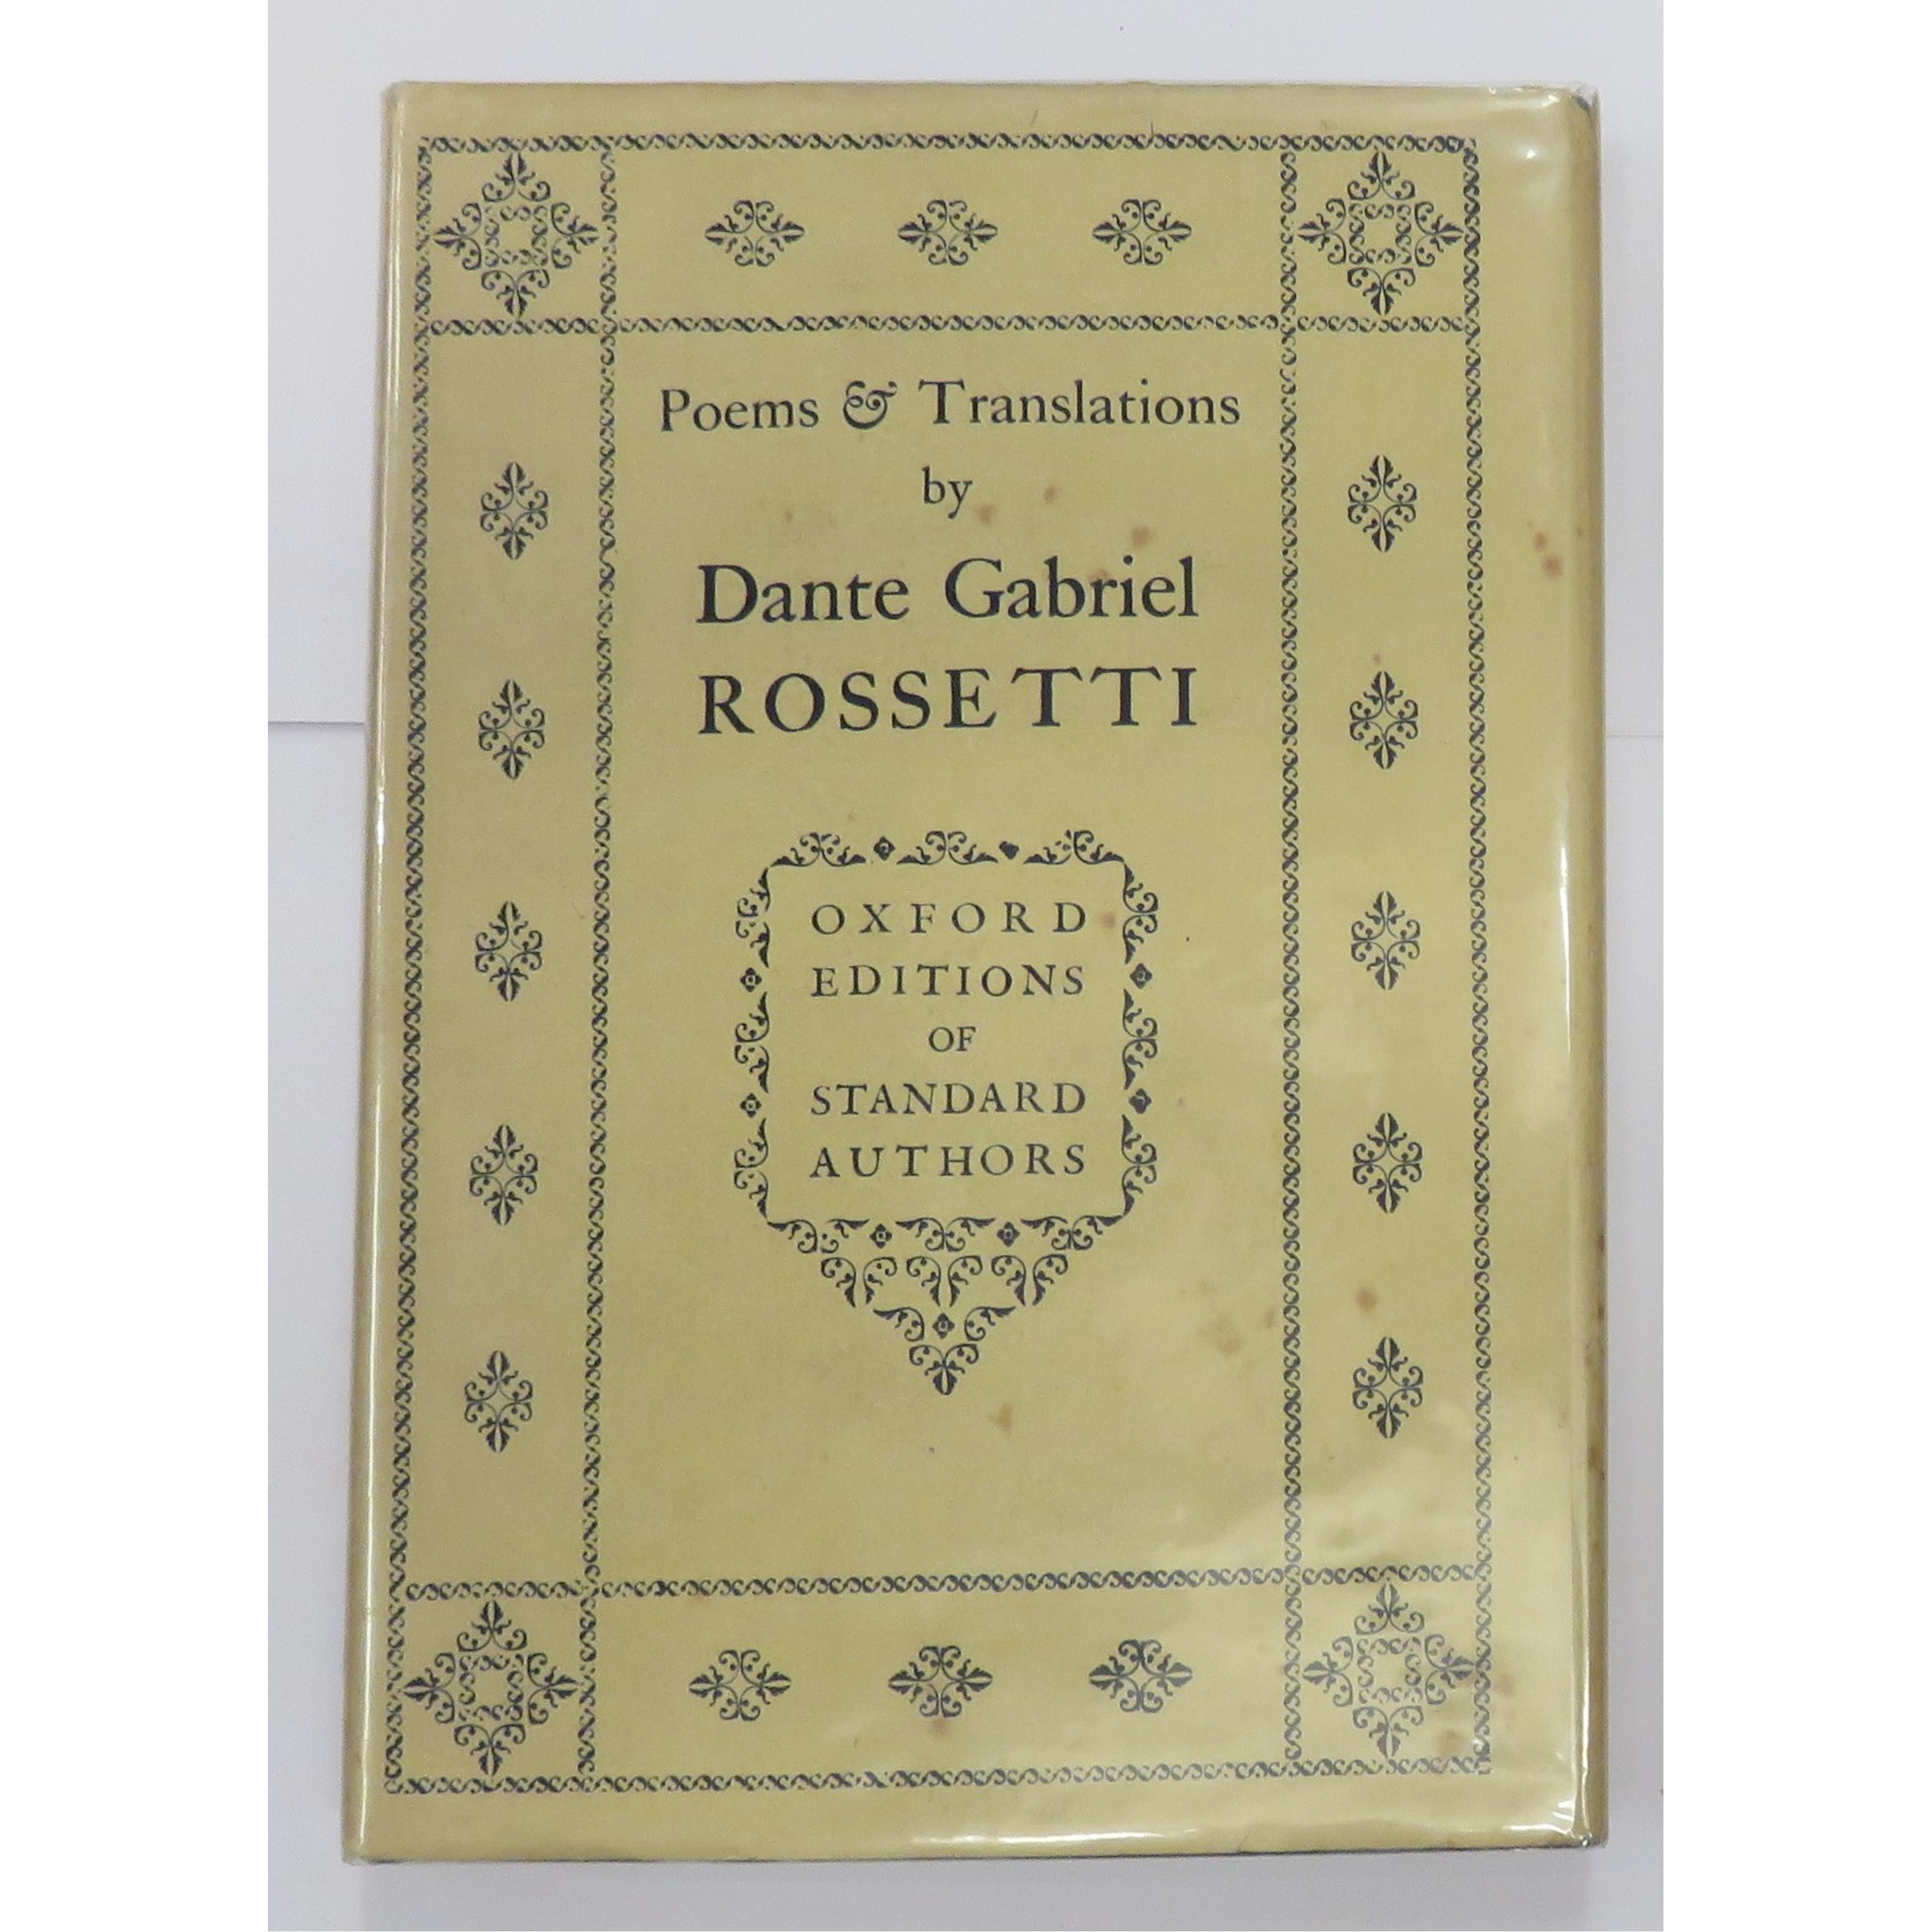 Poems & Translations
by
Dante Gabriel
ROSSETTI
OXFORD
EDITIONS
OF
STANDARD
AUTHORS